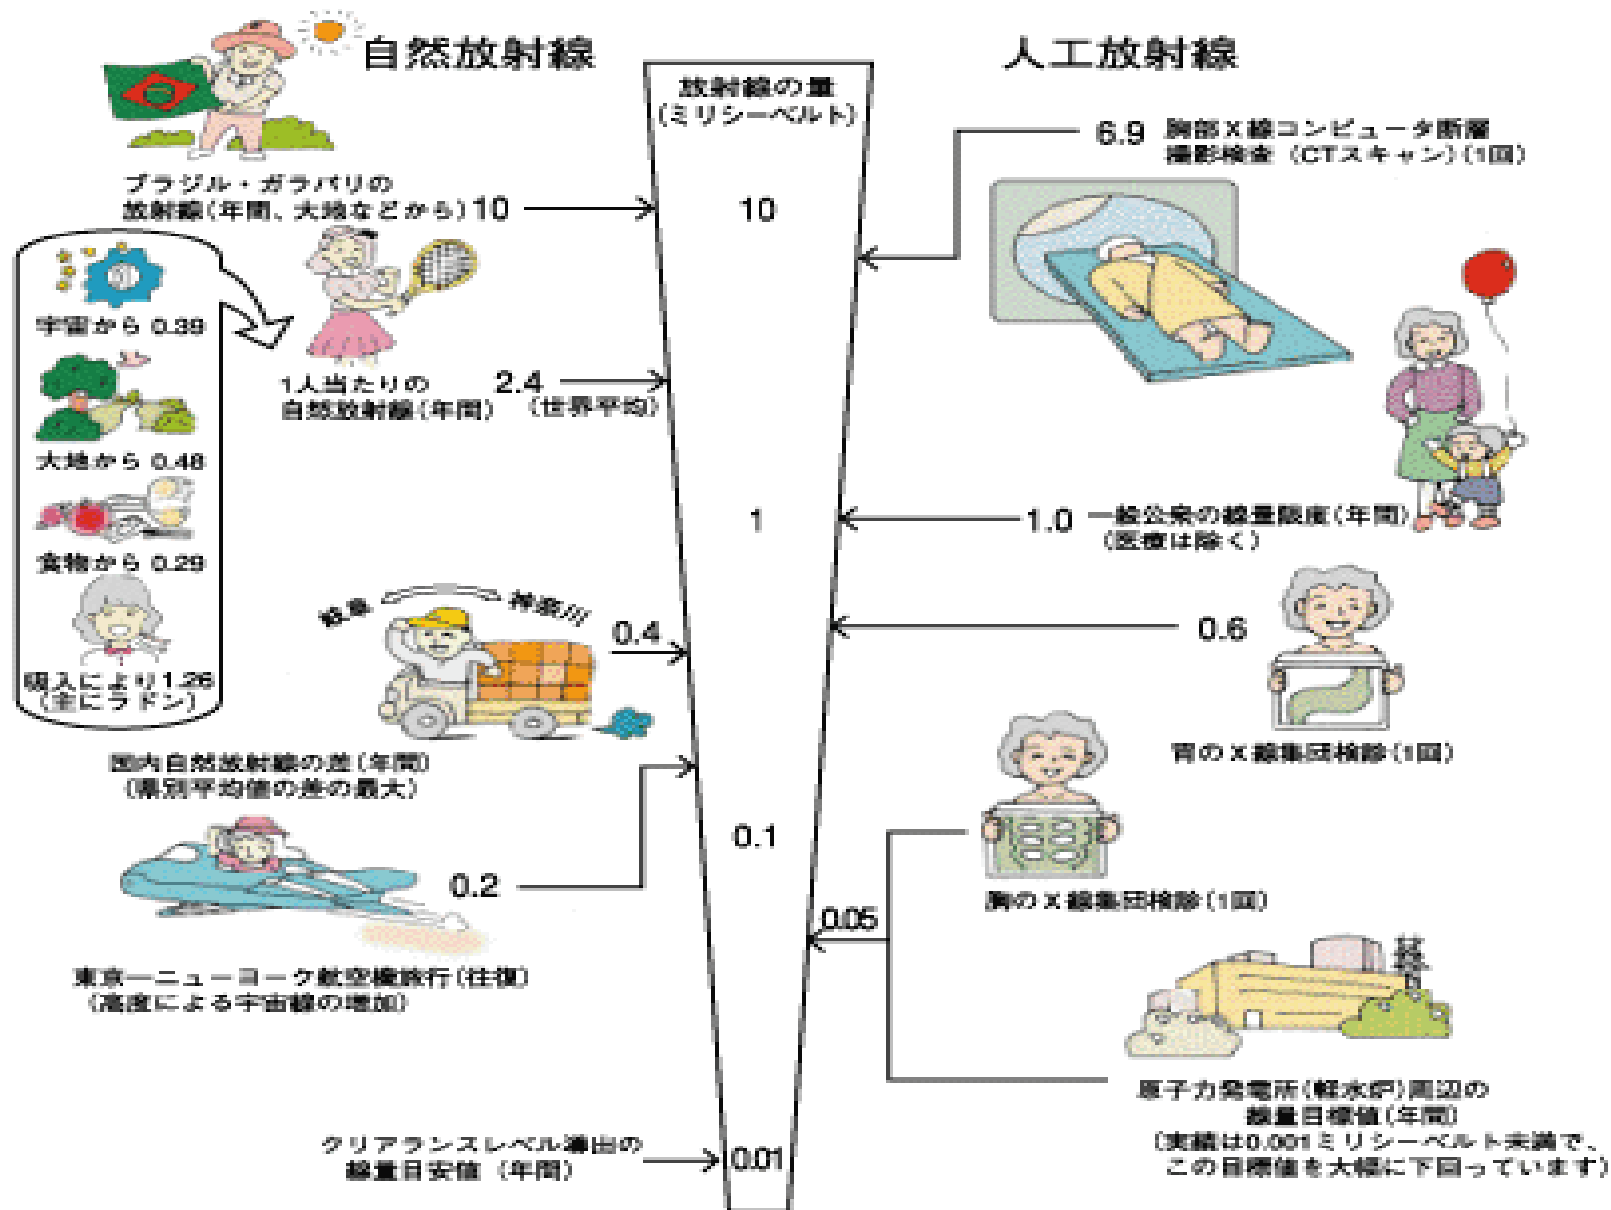 自然放射線
人工放射線
放射線の量
(ミリシーベルト)
10
1
0.1
0.01
ブラジル・ガラパリの
放射線(年間、大地などから)10
宇宙から 0.39
大地から 0.48
食物から 0.29
吸入により1.26
(主にラドン)
1人当たりの
自然放射線(年間)
2.4
(世界平均)
岐阜
神奈川
0.4
国内自然放射線の差(年間)
(県別平均値の差の最大)
0.2
東京―ニューヨーク航空機旅行(往復)
(高度による宇宙線の増加)
クリアランスレベル導出の
線量目安値 (年間)
6.9 胸部X線コンピュータ断層
撮影検査 (CTスキャン)(1回)
1.0 一般公衆の線量限度(年間)
(医療は除く)
0.6
胃のX線集団検診(1回)
胸のX線集団検診(1回)
0.05
原子力発電所(軽水炉)周辺の
線量目標値(年間)
(実績は0.001ミリシーベルト未満で、
この目標値を大幅に下回っています)